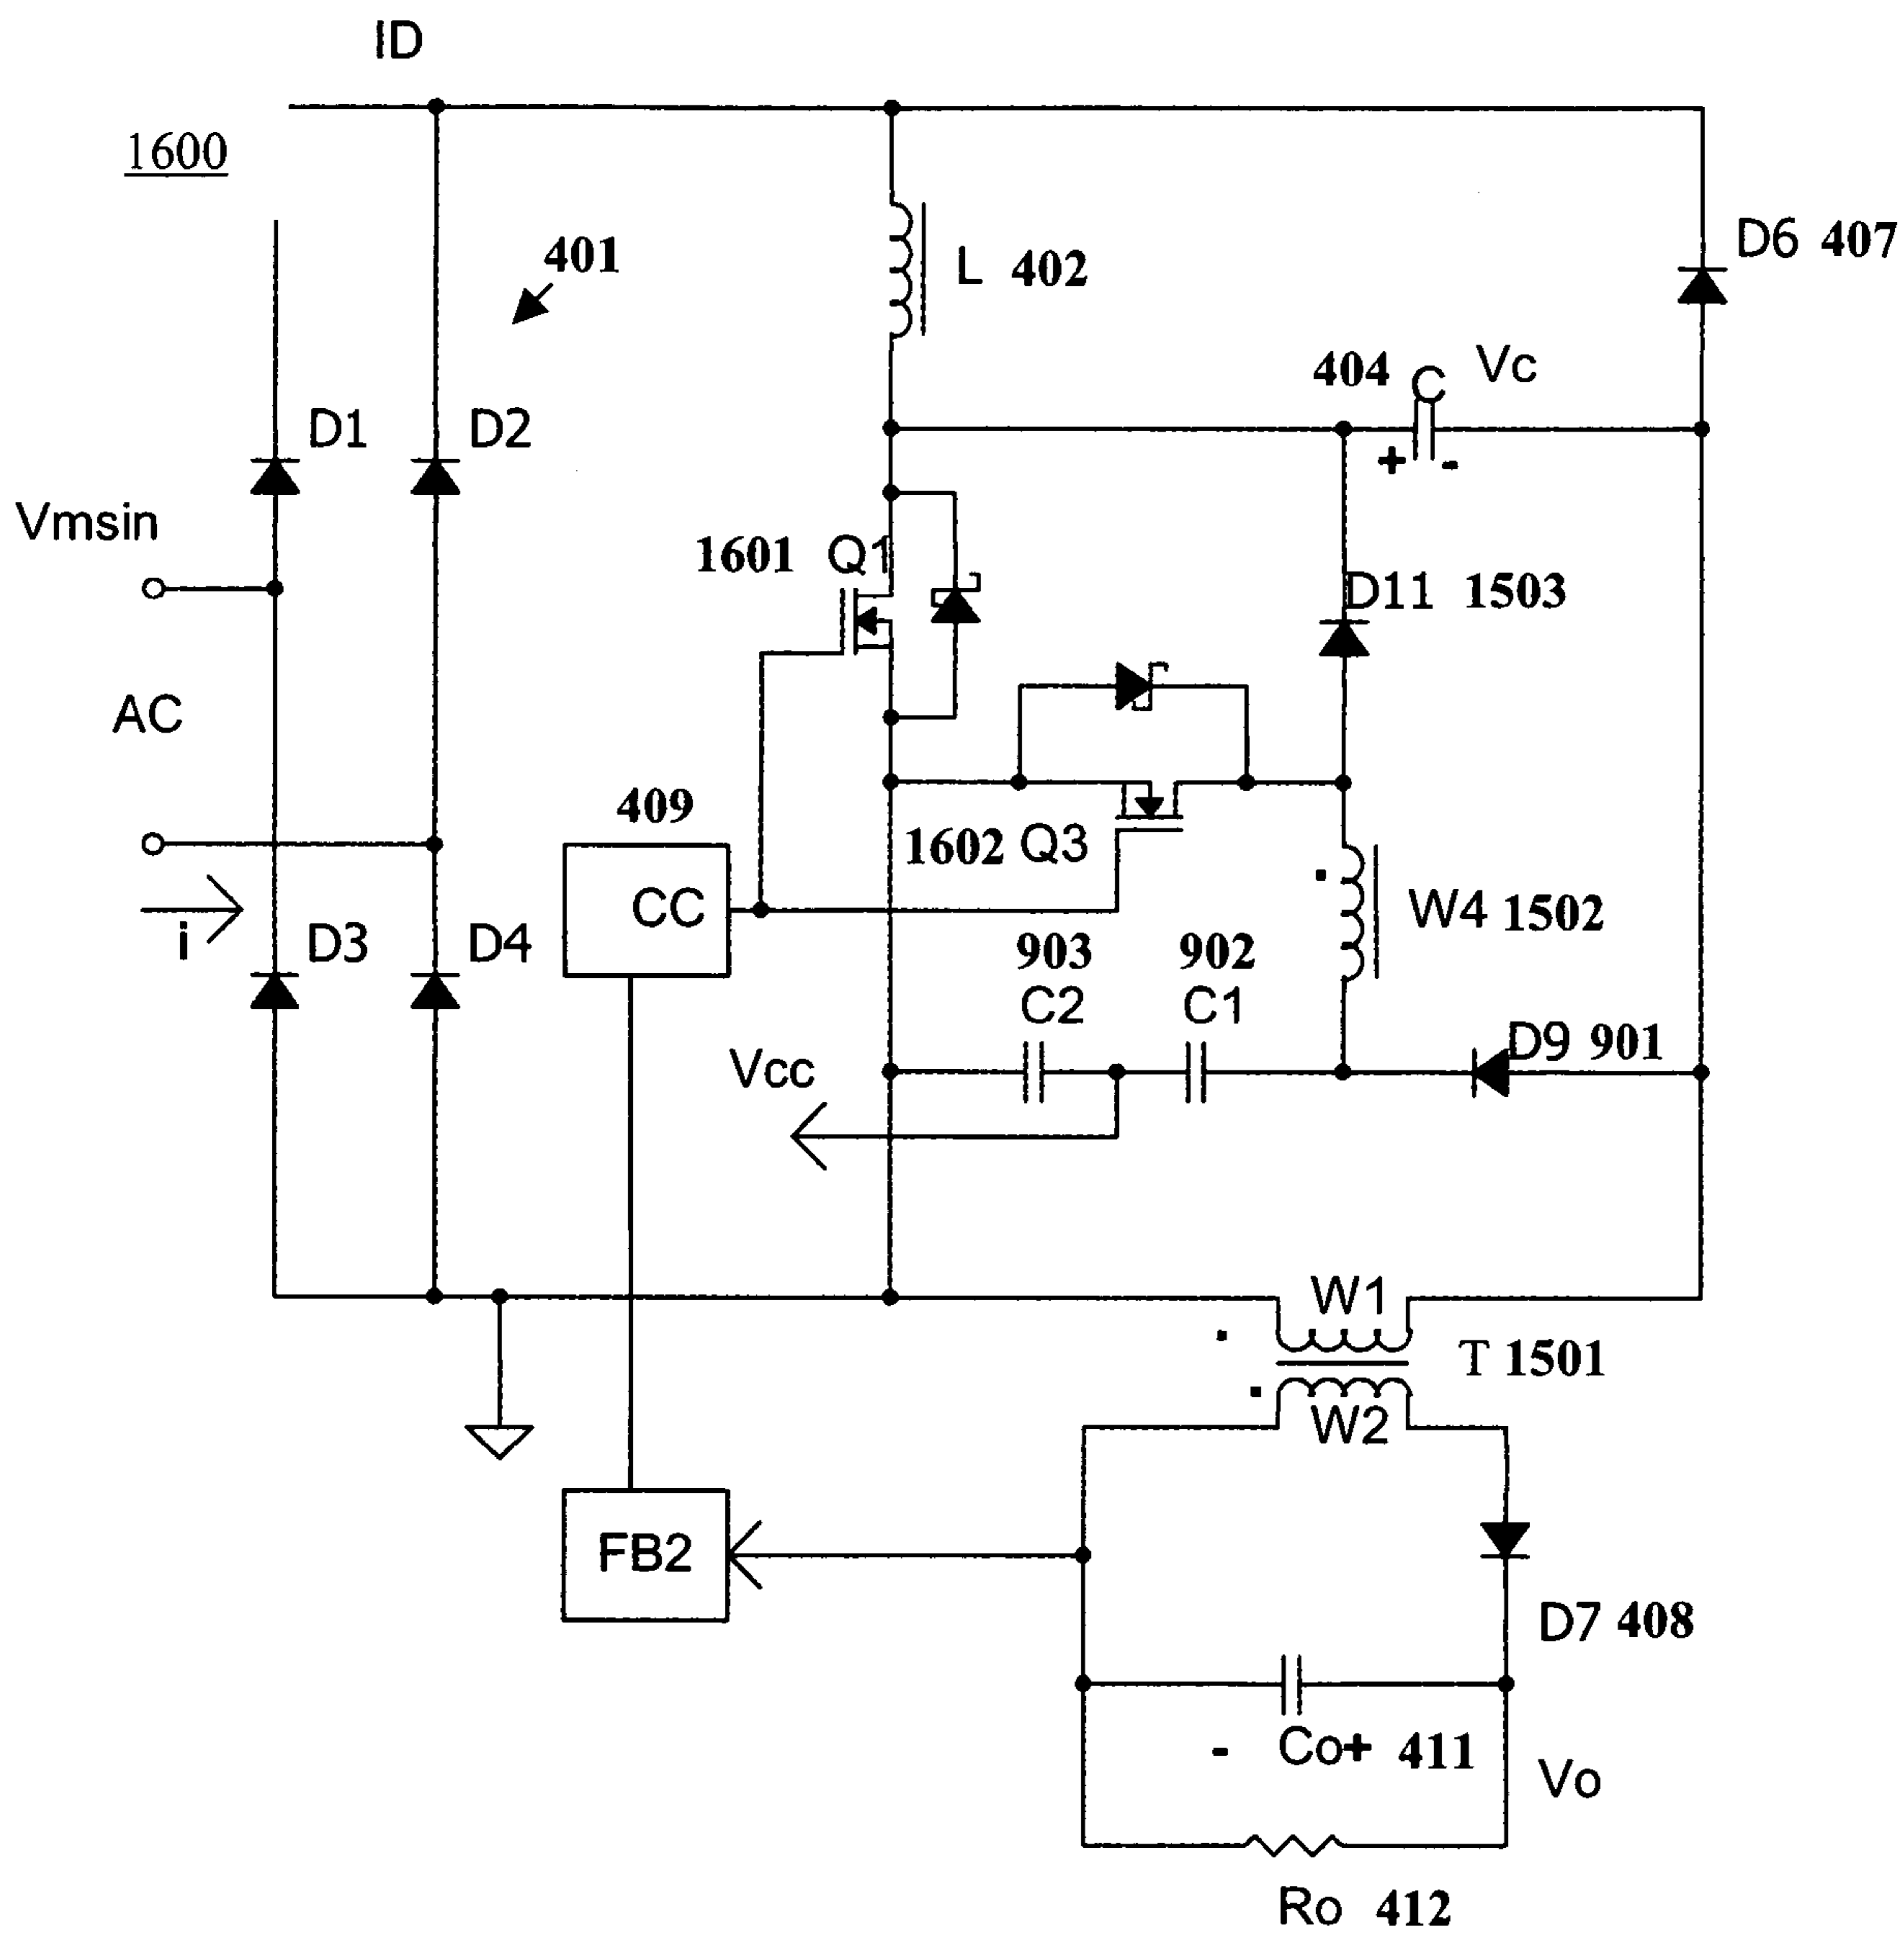 ID
1600
401
L 402
D6 407
404 C Vc
+ -
D1 D2
Vmsin
1601 Q1
D11 1503
AC
409
1602 Q3
CC
W4 1502
i
D3 D4
903 902
C2 C1
D9 901
Vcc
W1
T 1501
W2
FB2
D7 408
- Co+ 411
Vo
Ro 412